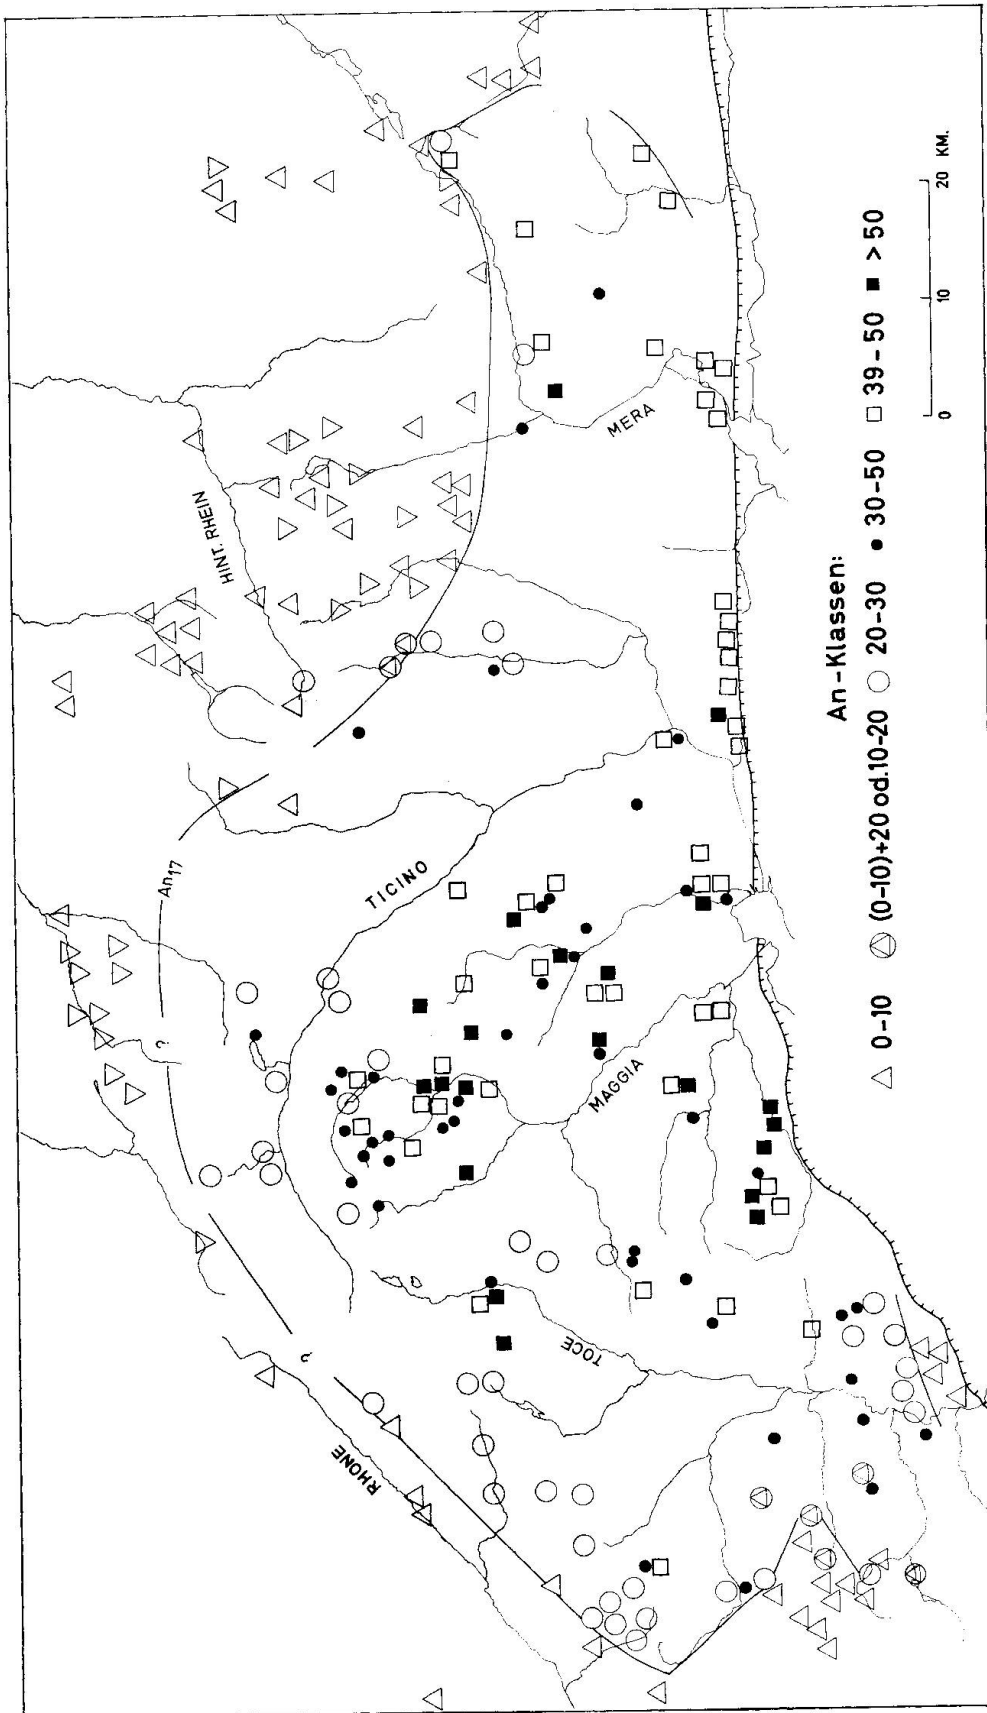 HINT. RHEIN
An17
?
?
TICINO
RHONE
MAGGIA
TOCE
MERA
An-Klassen:
0-10 (0-10)+20 od.10-20 20-30 30-50 39-50 >50
0 10 20 KM.